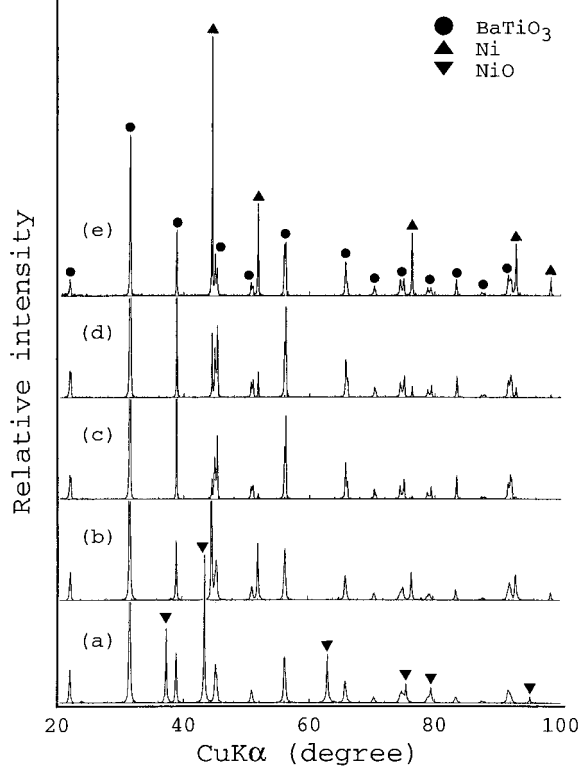 BaTiO₃
Ni
NiO
Relative intensity
(e)
(d)
(c)
(b)
(a)
20 40 60 80 100
CuKα (degree)